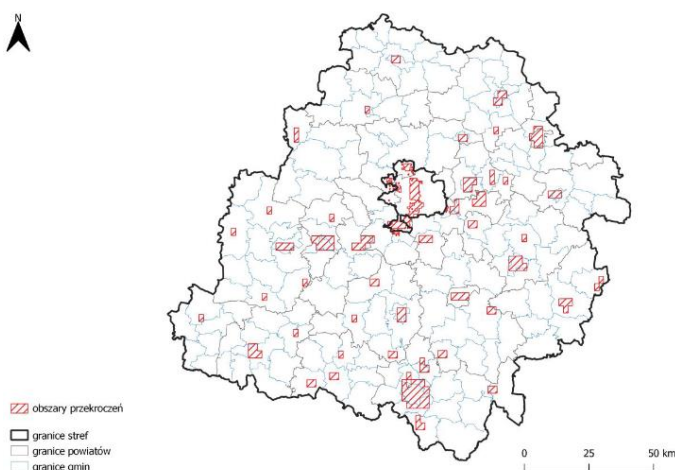 N
obszary przekroczeń
granice stref
granice powiatów
granice gmin
0 25 50 km